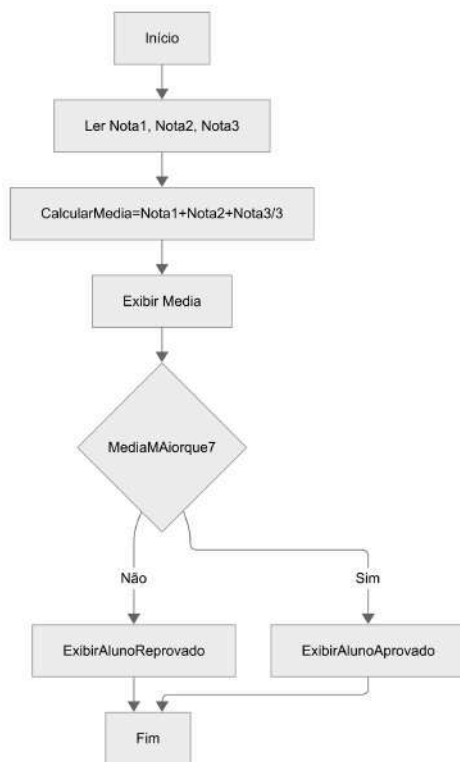 Início
Ler Nota1, Nota2, Nota3
CalcularMedia=Nota1+Nota2+Nota3/3
Exibir Media
MediaMAiorque7
Não
Sim
ExibirAlunoReprovado
ExibirAlunoAprovado
Fim